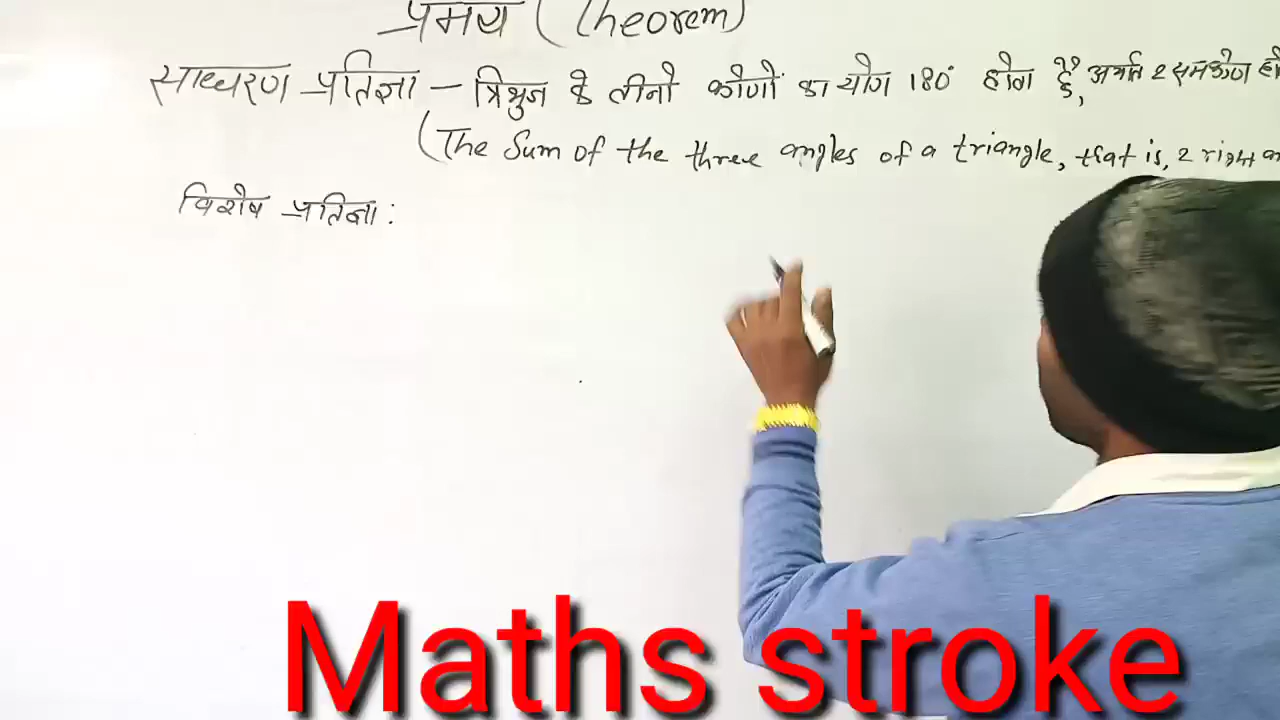 प्रमेय ( Theorem)
साधारण प्रतिज्ञा — त्रिभुज के तीनो कोणों का योग 180° होता है, अर्थात 2 समकोण हो
(The Sum of the three angles of a triangle, that is, 2 right an
विशेष प्रतिज्ञा :
Maths stroke